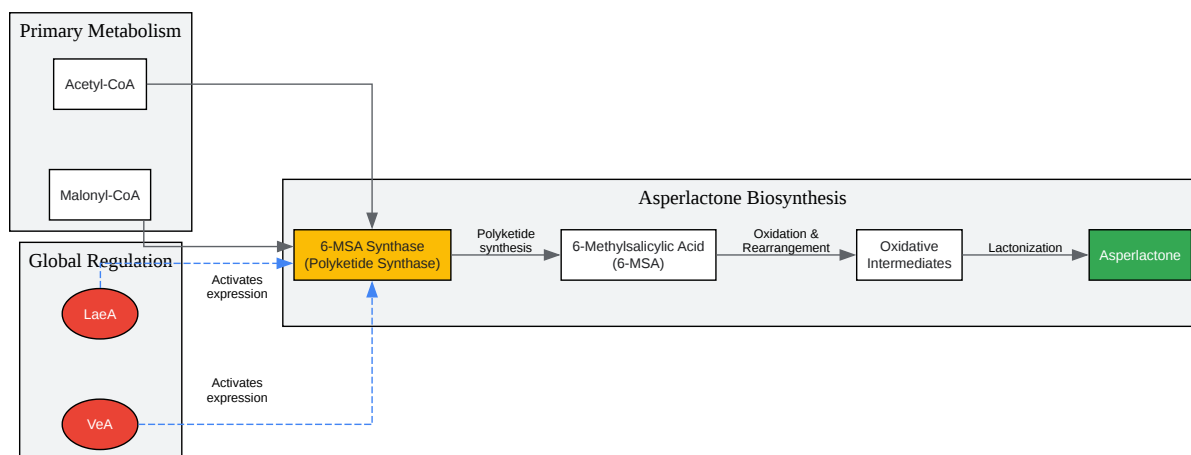 Primary Metabolism
Acetyl-CoA
Malonyl-CoA
Global Regulation
LaeA
VeA
Activates
expression
Activates
expression
Asperlactone Biosynthesis
6-MSA Synthase
(Polyketide Synthase)
Polyketide
synthesis
6-Methylsalicylic Acid
(6-MSA)
Oxidation &
Rearrangement
Oxidative
Intermediates
Lactonization
Asperlactone